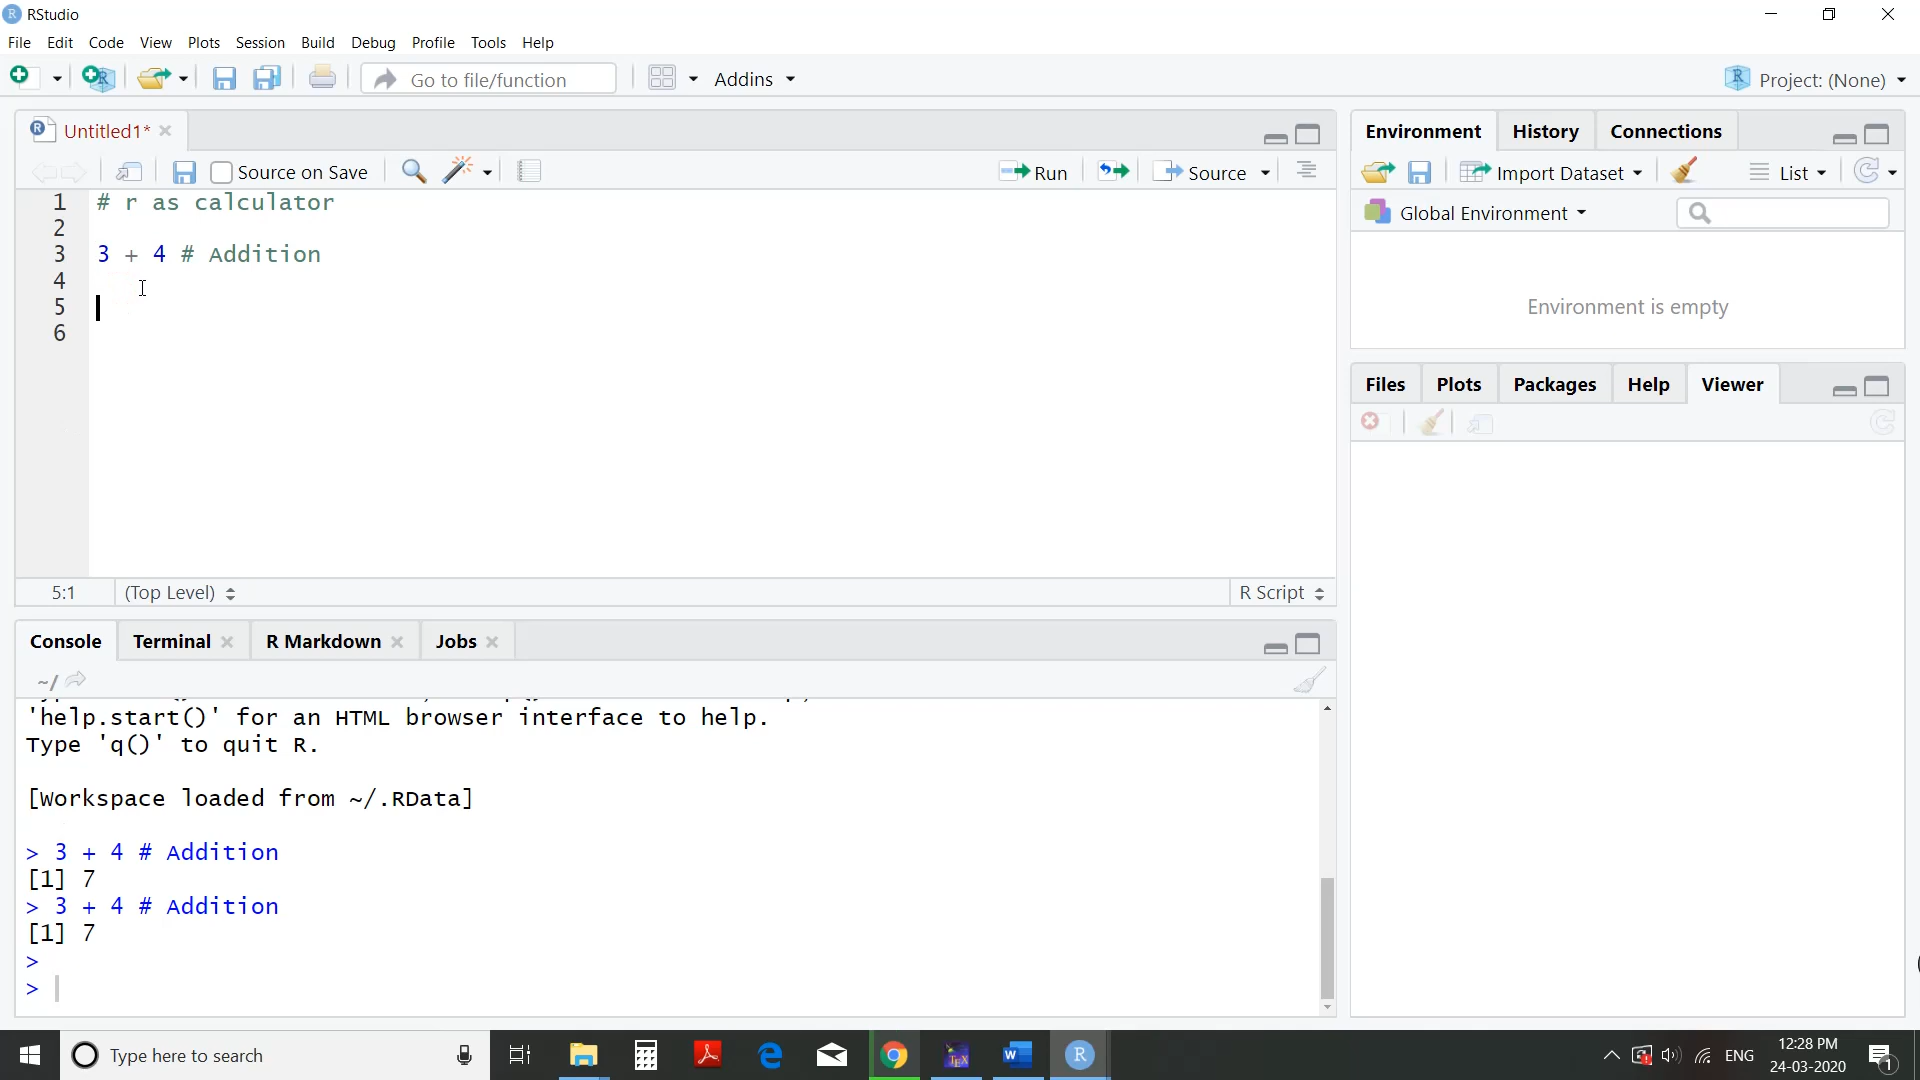 RStudio
File Edit Code View Plots Session Build Debug Profile Tools Help
Go to file/function Addins Project: (None)
Untitled1*
Source on Save Run Source
1 # r as calculator
2
3 3 + 4 # Addition
4
5
6
5:1 (Top Level) R Script
Console Terminal R Markdown Jobs
~/
'help.start()' for an HTML browser interface to help.
Type 'q()' to quit R.
[Workspace loaded from ~/.RData]
> 3 + 4 # Addition
[1] 7
> 3 + 4 # Addition
[1] 7
>
>
Environment History Connections
Import Dataset List
Global Environment
Environment is empty
Files Plots Packages Help Viewer
Type here to search
ENG
12:28 PM
24-03-2020
1